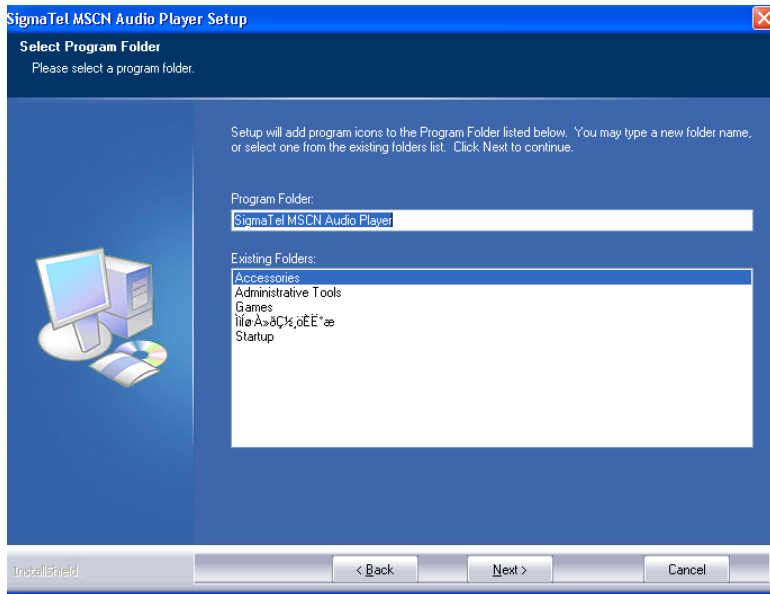 SigmaTel MSCN Audio Player Setup
Select Program Folder
Please select a program folder.
Setup will add program icons to the Program Folder listed below. You may type a new folder name,
or select one from the existing folders list. Click Next to continue.
Program Folder:
SigmaTel MSCN Audio Player
Existing Folders:
Accessories
Administrative Tools
Games
Startup
InstallShield
< Back
Next >
Cancel